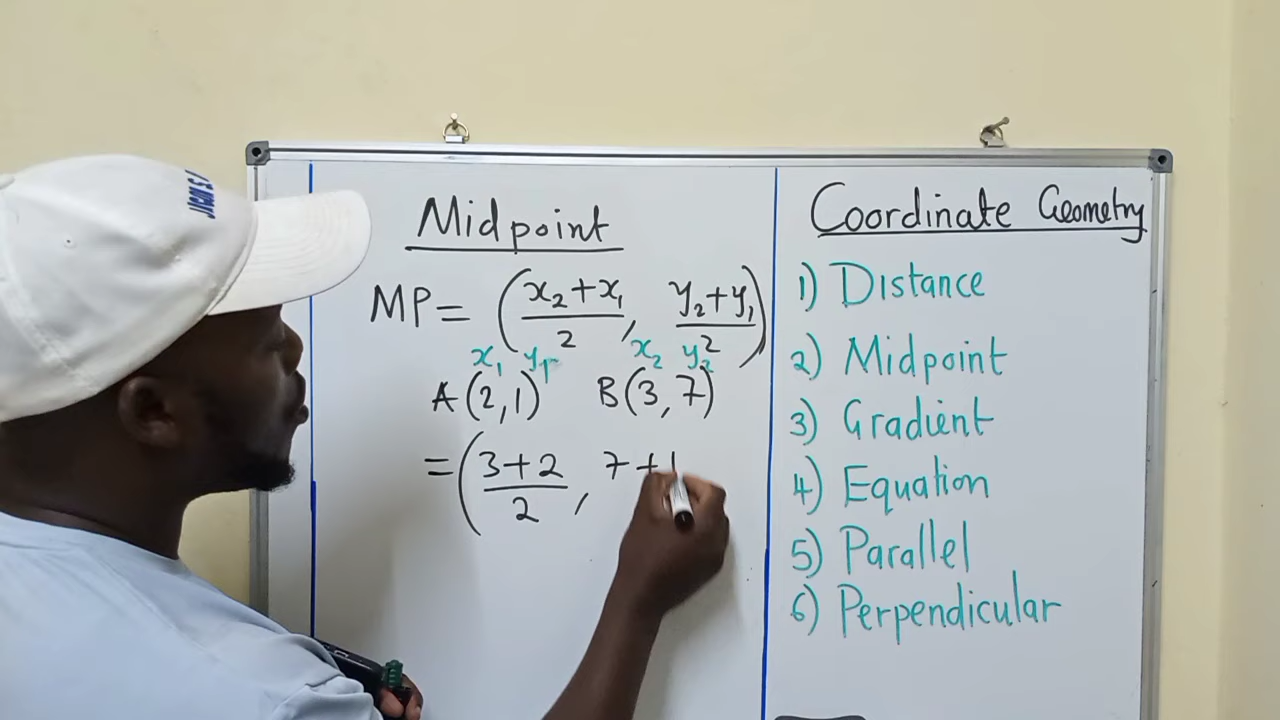 Midpoint
MP = (x₂+x₁/2, y₂+y₁/2)
x₁ y₁ x₂ y₂
A(2,1) B(3,7)
= (3+2/2, 7+1
Coordinate Geometry
1) Distance
2) Midpoint
3) Gradient
4) Equation
5) Parallel
6) Perpendicular